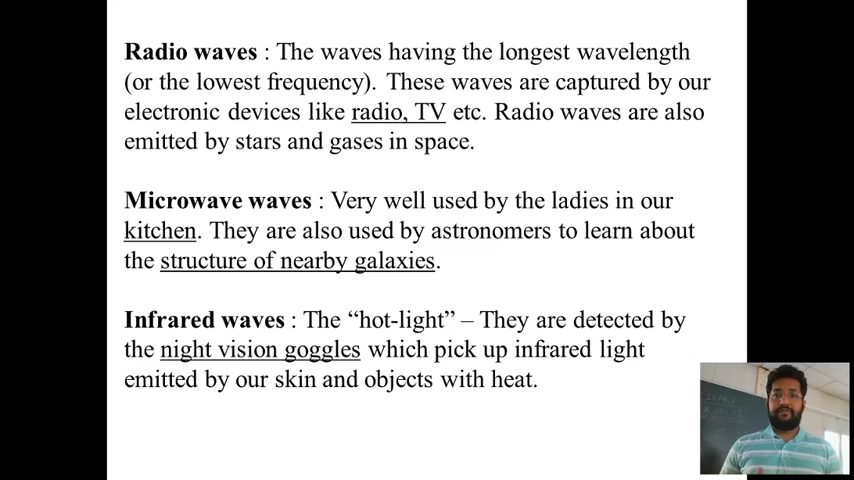 Radio waves : The waves having the longest wavelength
(or the lowest frequency). These waves are captured by our
electronic devices like radio, TV etc. Radio waves are also
emitted by stars and gases in space.
Microwave waves : Very well used by the ladies in our
kitchen. They are also used by astronomers to learn about
the structure of nearby galaxies.
Infrared waves : The “hot-light” – They are detected by
the night vision goggles which pick up infrared light
emitted by our skin and objects with heat.